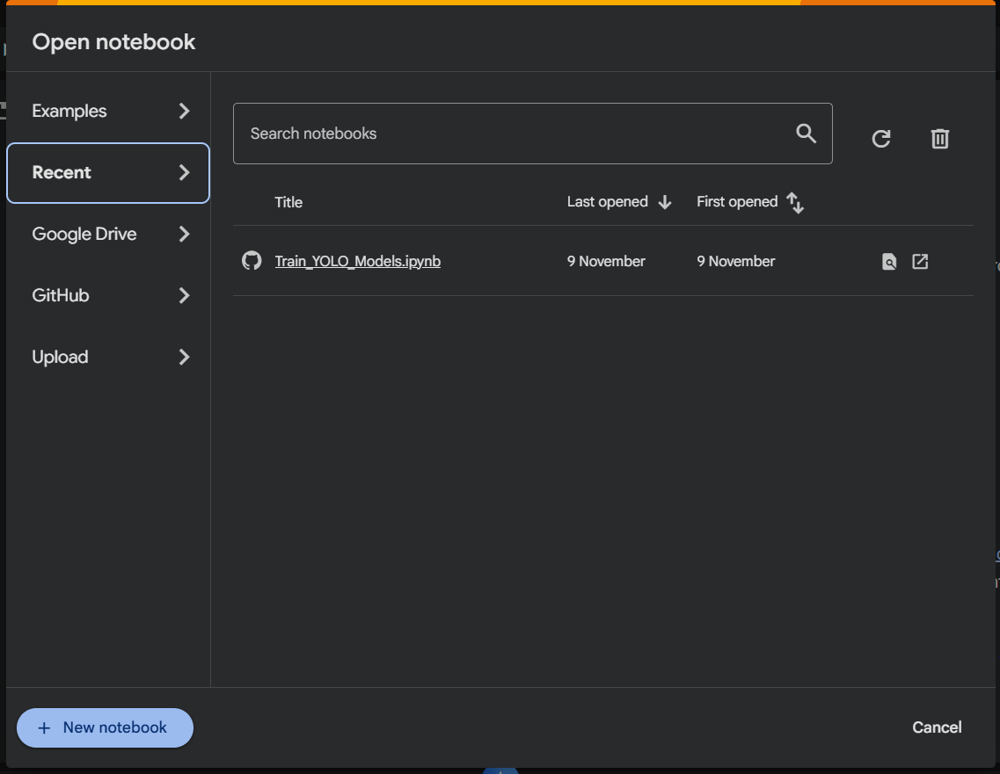 Open notebook
Examples
Recent
Google Drive
GitHub
Upload
Search notebooks
Title Last opened First opened
Train_YOLO_Models.ipynb 9 November 9 November
+ New notebook
Cancel